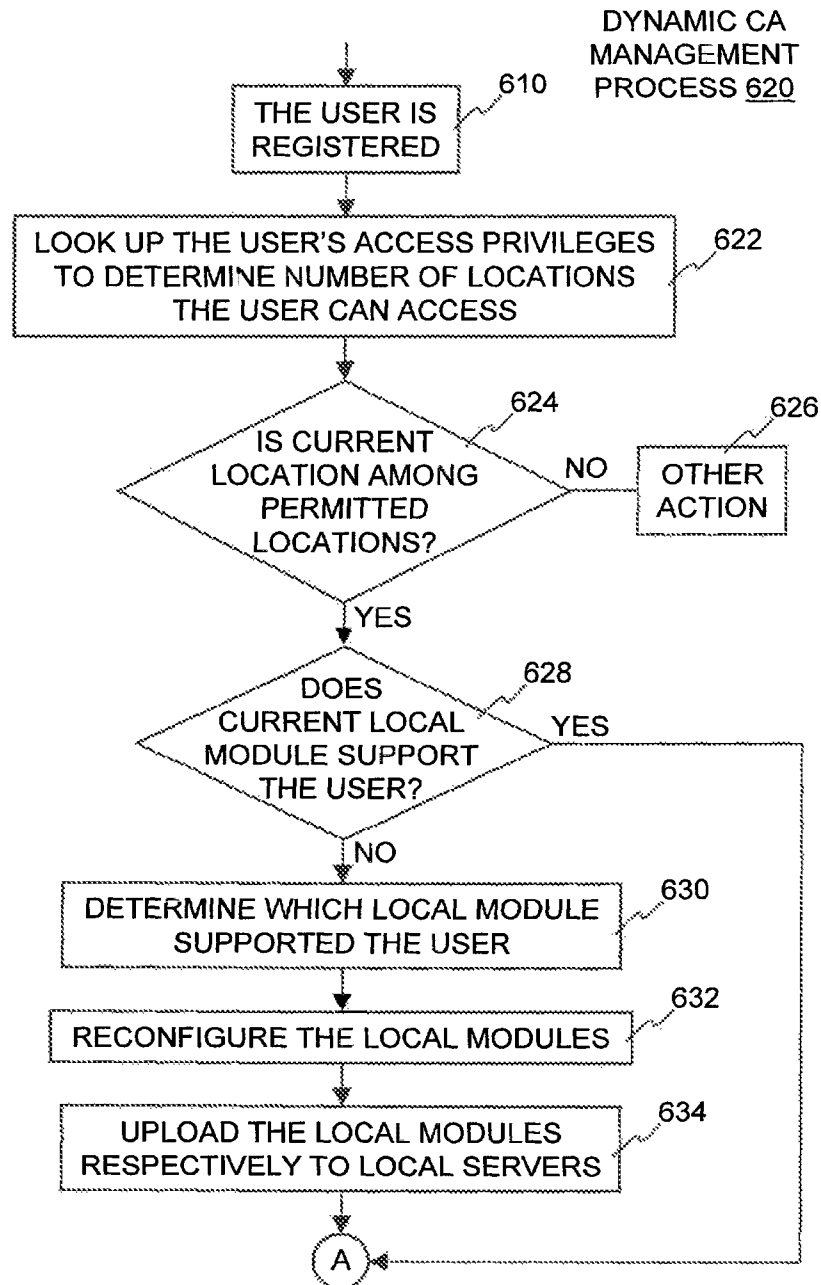 DYNAMIC CA
MANAGEMENT
PROCESS 620
610
THE USER IS
REGISTERED
622
LOOK UP THE USER'S ACCESS PRIVILEGES
TO DETERMINE NUMBER OF LOCATIONS
THE USER CAN ACCESS
624
IS CURRENT
LOCATION AMONG
PERMITTED
LOCATIONS?
NO
626
OTHER
ACTION
YES
628
DOES
CURRENT LOCAL
MODULE SUPPORT
THE USER?
YES
NO
630
DETERMINE WHICH LOCAL MODULE
SUPPORTED THE USER
632
RECONFIGURE THE LOCAL MODULES
634
UPLOAD THE LOCAL MODULES
RESPECTIVELY TO LOCAL SERVERS
A